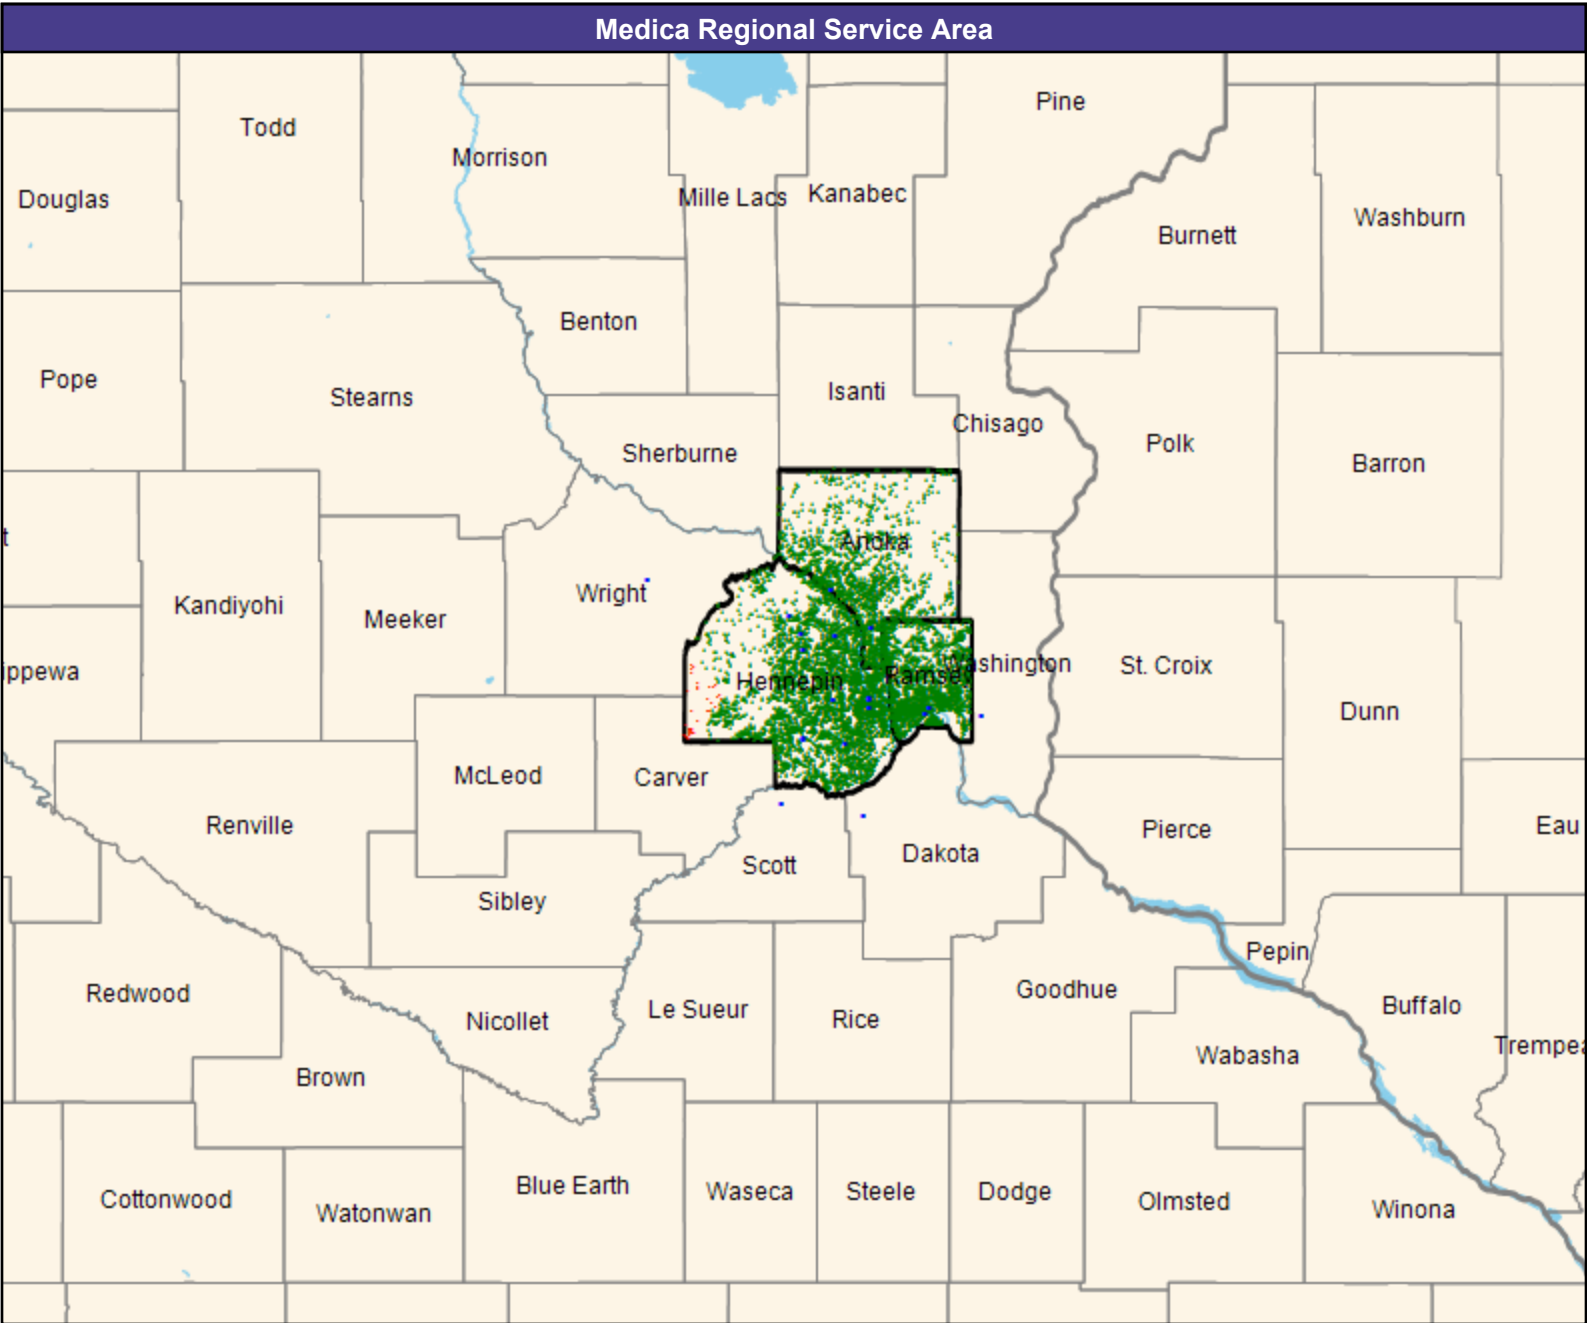 Medica Regional Service Area
Pine
Todd
Morrison
Douglas
Mille Lacs
Kanabec
Washburn
Burnett
Benton
Pope
Stearns
Isanti
Chisago
Polk
Sherburne
Barron
t
Anoka
Wright
Kandiyohi
Meeker
ippewa
Hennepin
Ramsey
Washington
St. Croix
Dunn
McLeod
Carver
Renville
Pierce
Eau
Scott
Dakota
Sibley
Pepin
Redwood
Goodhue
Nicollet
Le Sueur
Rice
Buffalo
Trempea
Wabasha
Brown
Blue Earth
Waseca
Steele
Dodge
Cottonwood
Olmsted
Watonwan
Winona